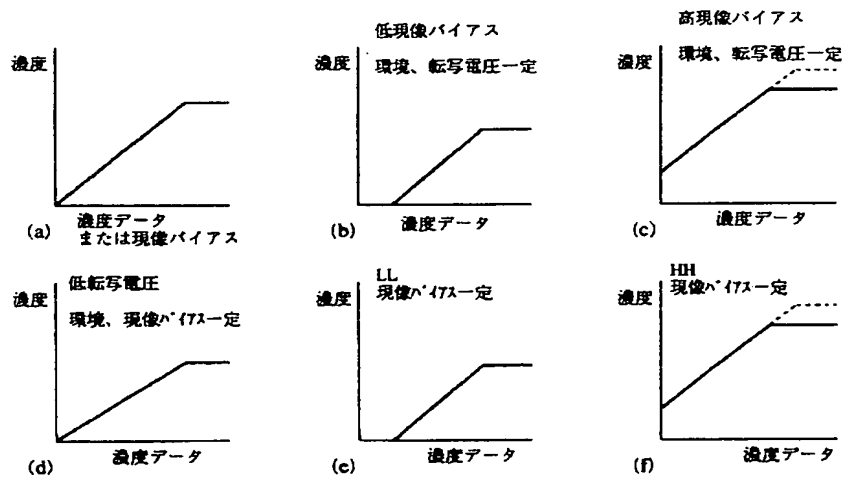 濃度
濃度データ
または現像バイアス
(a)
低現像バイアス
濃度
環境、転写電圧一定
濃度データ
(b)
高現像バイアス
濃度
環境、転写電圧一定
濃度データ
(c)
低転写電圧
濃度
環境、現像ﾊﾞｲｱｽ一定
濃度データ
(d)
LL
濃度
現像ﾊﾞｲｱｽ一定
濃度データ
(e)
HH
濃度
現像ﾊﾞｲｱｽ一定
濃度データ
(f)